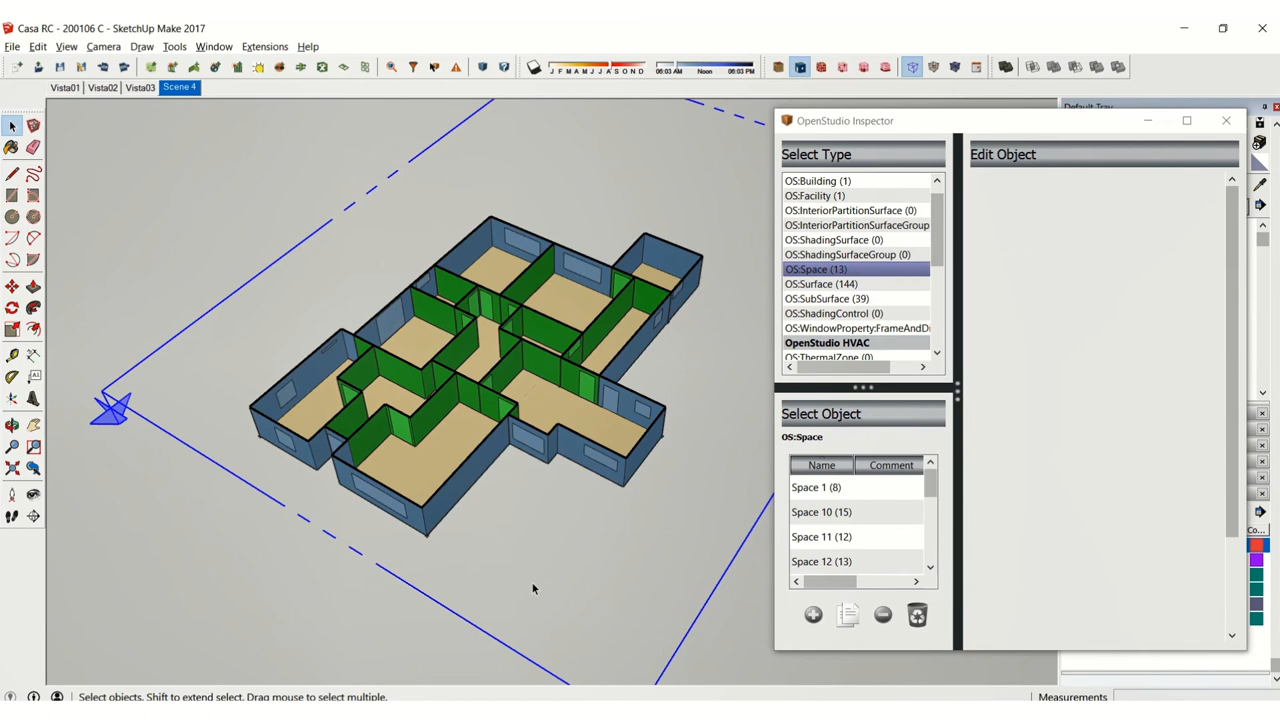 Casa RC - 200106 C - SketchUp Make 2017
File Edit View Camera Draw Tools Window Extensions Help
J F M A M J J A S O N D 06:03 AM Noon 06:03 PM
Vista01 Vista02 Vista03 Scene 4
Default Tray
OpenStudio Inspector
Select Type
OS:Building (1)
OS:Facility (1)
OS:InteriorPartitionSurface (0)
OS:InteriorPartitionSurfaceGroup
OS:ShadingSurface (0)
OS:ShadingSurfaceGroup (0)
OS:Space (13)
OS:Surface (144)
OS:SubSurface (39)
OS:ShadingControl (0)
OS:WindowProperty:FrameAndDi
OpenStudio HVAC
OS:ThermalZone (0)
Edit Object
Select Object
OS:Space
Name Comment
Space 1 (8)
Space 10 (15)
Space 11 (12)
Space 12 (13)
Co...
Select objects. Shift to extend select. Drag mouse to select multiple.
Measurements